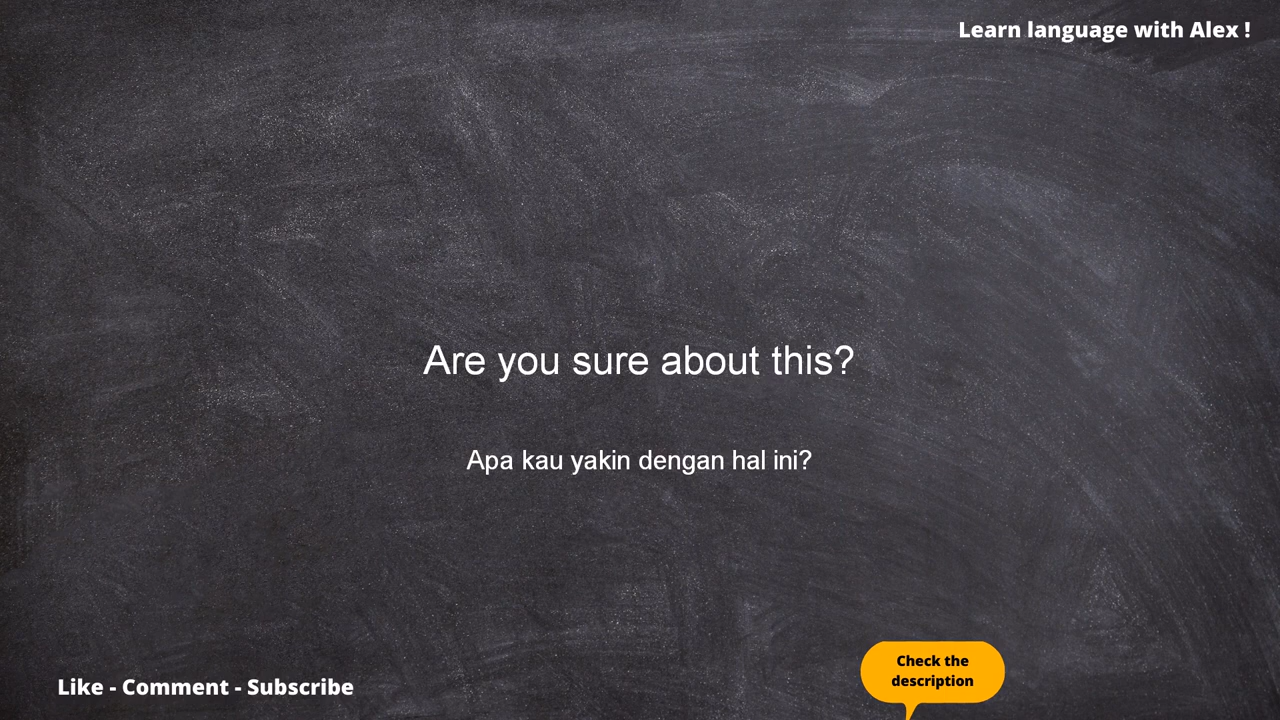 Learn language with Alex !
Are you sure about this?
Apa kau yakin dengan hal ini?
Like - Comment - Subscribe
Check the
description